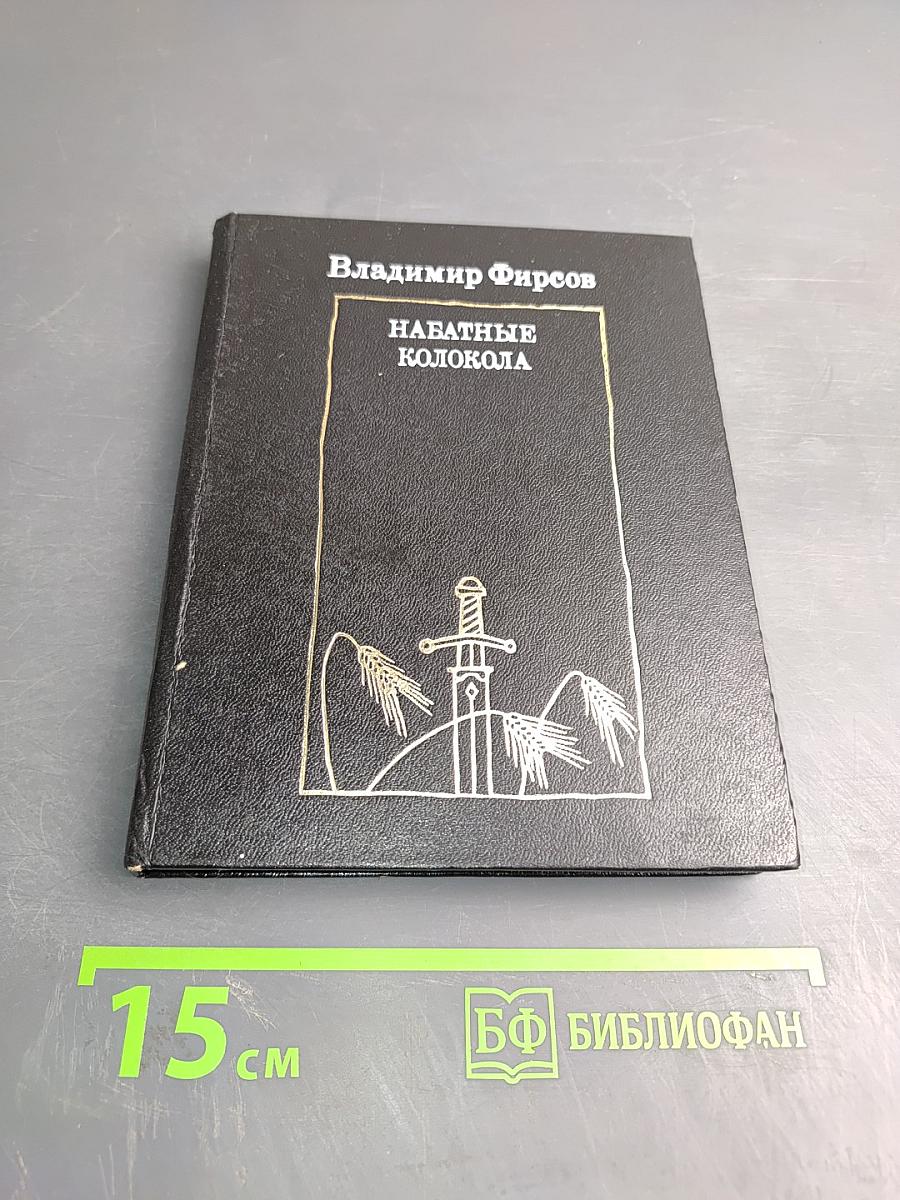 Владимир Фирсов
НАБАТНЫЕ
КОЛОКОЛА
15 см
БФ БИБЛИОФАН